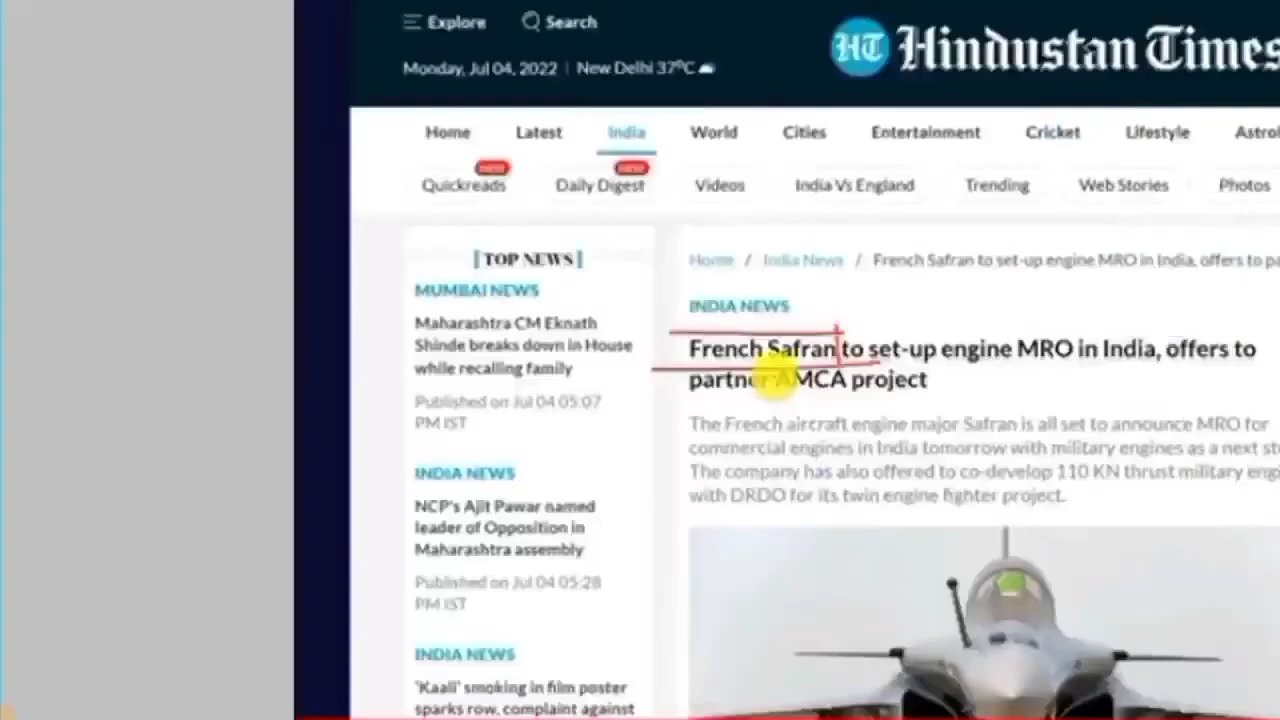 Explore Search
HT Hindustan Times
Monday, Jul 04, 2022 | New Delhi 37°C
Home Latest India World Cities Entertainment Cricket Lifestyle
new new
Quickreads Daily Digest Videos India Vs England Trending Web Stories Photos
TOP NEWS
MUMBAI NEWS
Maharashtra CM Eknath
Shinde breaks down in House
while recalling family
Published on Jul 04 05:07
PM IST
INDIA NEWS
NCP's Ajit Pawar named
leader of Opposition in
Maharashtra assembly
Published on Jul 04 05:28
PM IST
INDIA NEWS
'Kaali' smoking in film poster
sparks row, complaint against
Home / India News / French Safran to set-up engine MRO in India, offers to
INDIA NEWS
French Safran to set-up engine MRO in India, offers to
partner AMCA project
The French aircraft engine major Safran is all set to announce MRO for
commercial engines in India tomorrow with military engines as a next
The company has also offered to co-develop 110 KN thrust military
with DRDO for its twin engine fighter project.